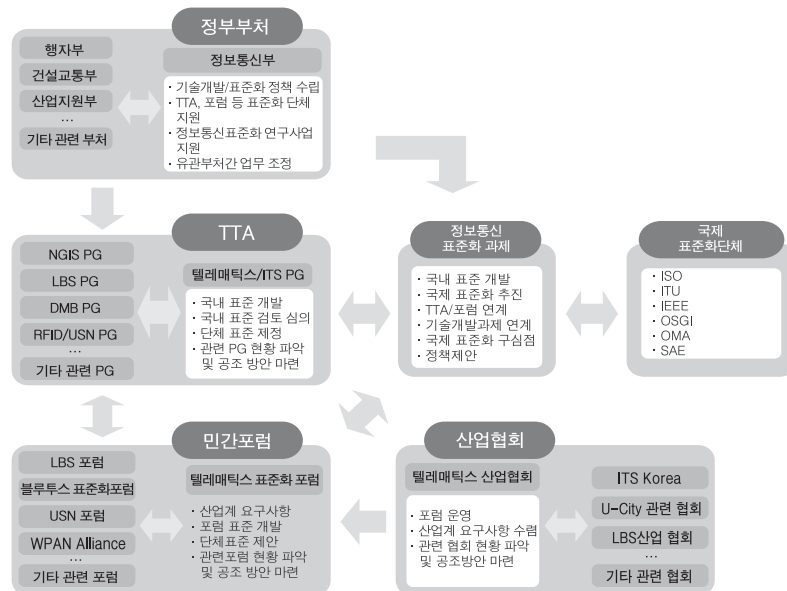 정부부처
행자부
건설교통부
산업지원부
...
기타 관련 부처
정보통신부
· 기술개발/표준화 정책 수립
· TTA, 포럼 등 표준화 단체
지원
· 정보통신표준화 연구사업
지원
· 유관부처간 업무 조정
TTA
NGIS PG
LBS PG
DMB PG
RFID/USN PG
...
기타 관련 PG
텔레매틱스/ITS PG
· 국내 표준 개발
· 국내 표준 검토 심의
· 단체 표준 제정
· 관련 PG 현황 파악
및 공조 방안 마련
정보통신
표준화 과제
· 국내 표준 개발
· 국제 표준화 추진
· TTA/포럼 연계
· 기술개발과제 연계
· 국제 표준화 구심점
· 정책제안
국제
표준화단체
· ISO
· ITU
· IEEE
· OSGI
· OMA
· SAE
민간포럼
LBS 포럼
블루투스 표준화포럼
USN 포럼
WPAN Alliance
...
기타 관련 포럼
텔레매틱스 표준화 포럼
· 산업계 요구사항
· 포럼 표준 개발
· 단체표준 제안
· 관련포럼 현황 파악
및 공조 방안 마련
산업협회
텔레매틱스 산업협회
· 포럼 운영
· 산업계 요구사항 수렴
· 관련 협회 현황 파악
및 공조방안 마련
ITS Korea
U-City 관련 협회
LBS산업 협회
...
기타 관련 협회